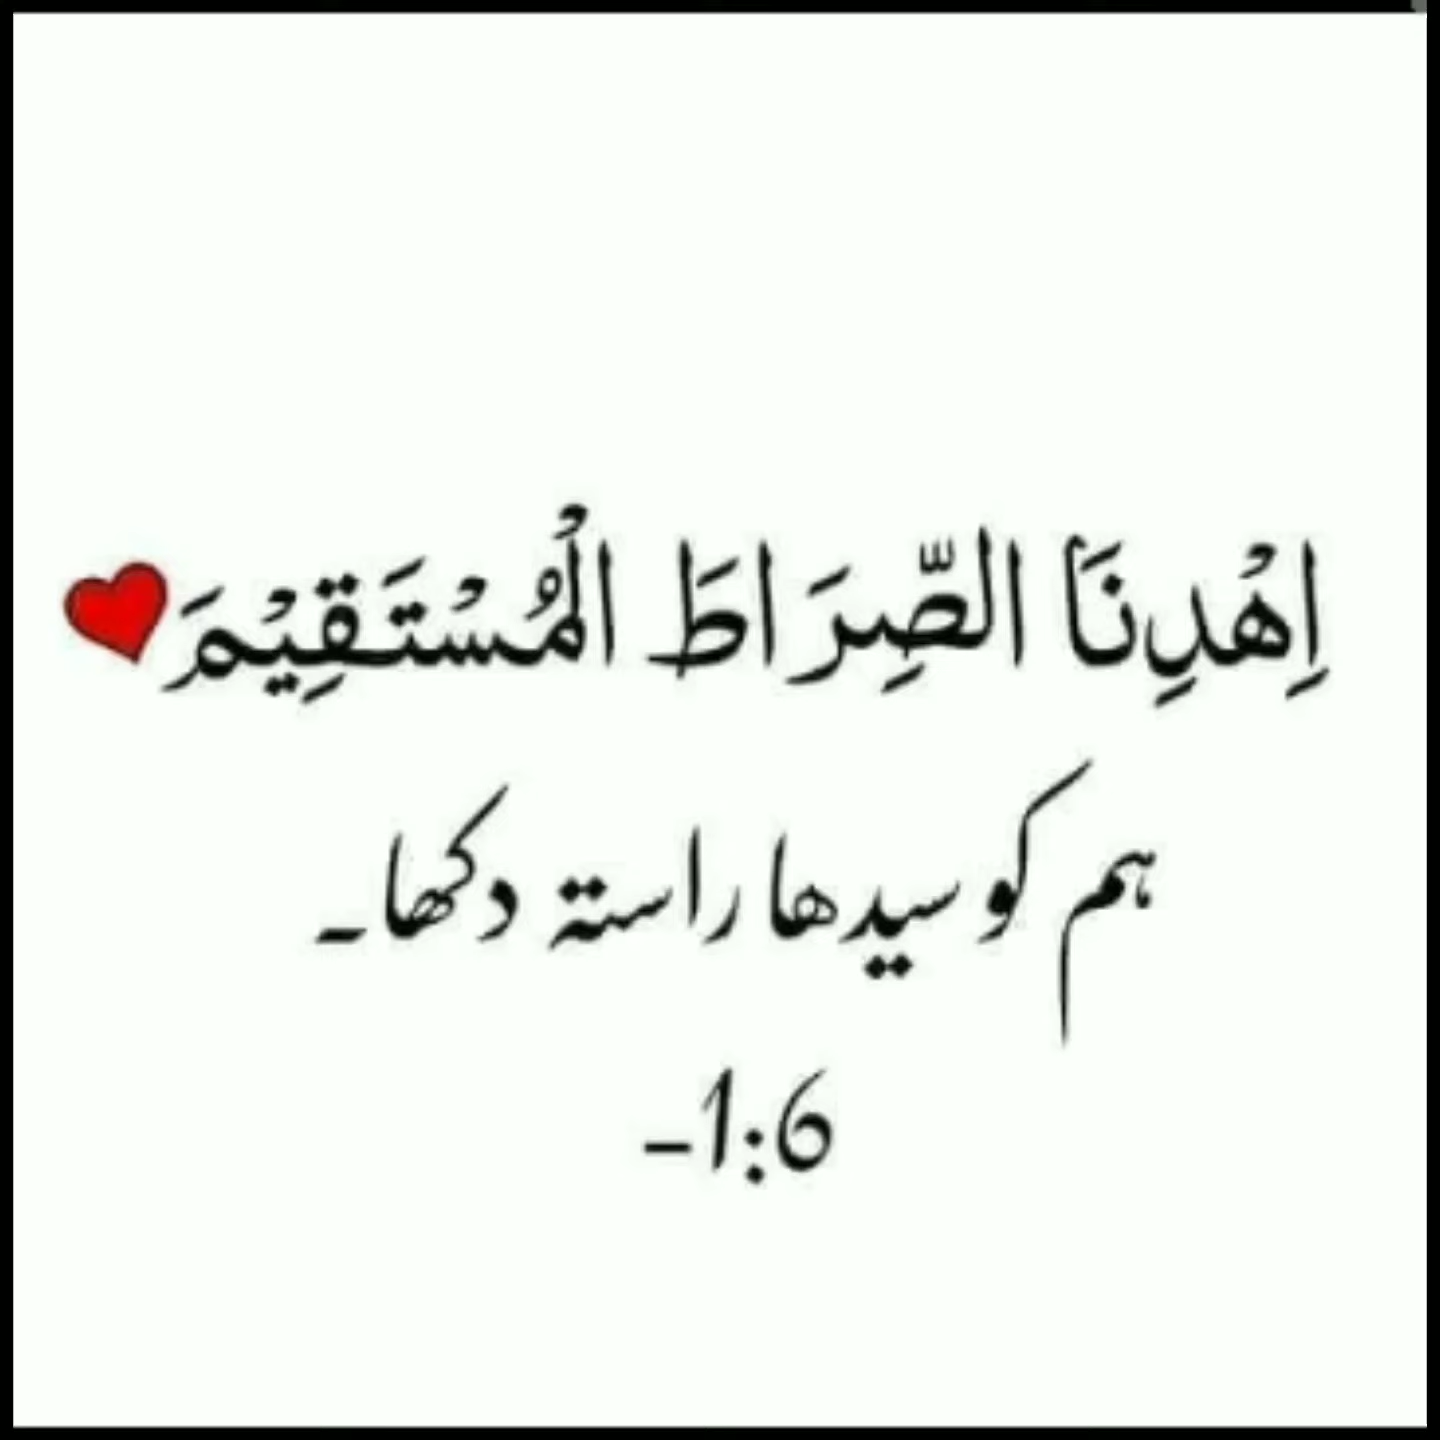 اِهْدِنَا الصِّرَاطَ الْمُسْتَقِيْمَ❤
ہم کو سیدھا راستہ دکھا۔
-1:6